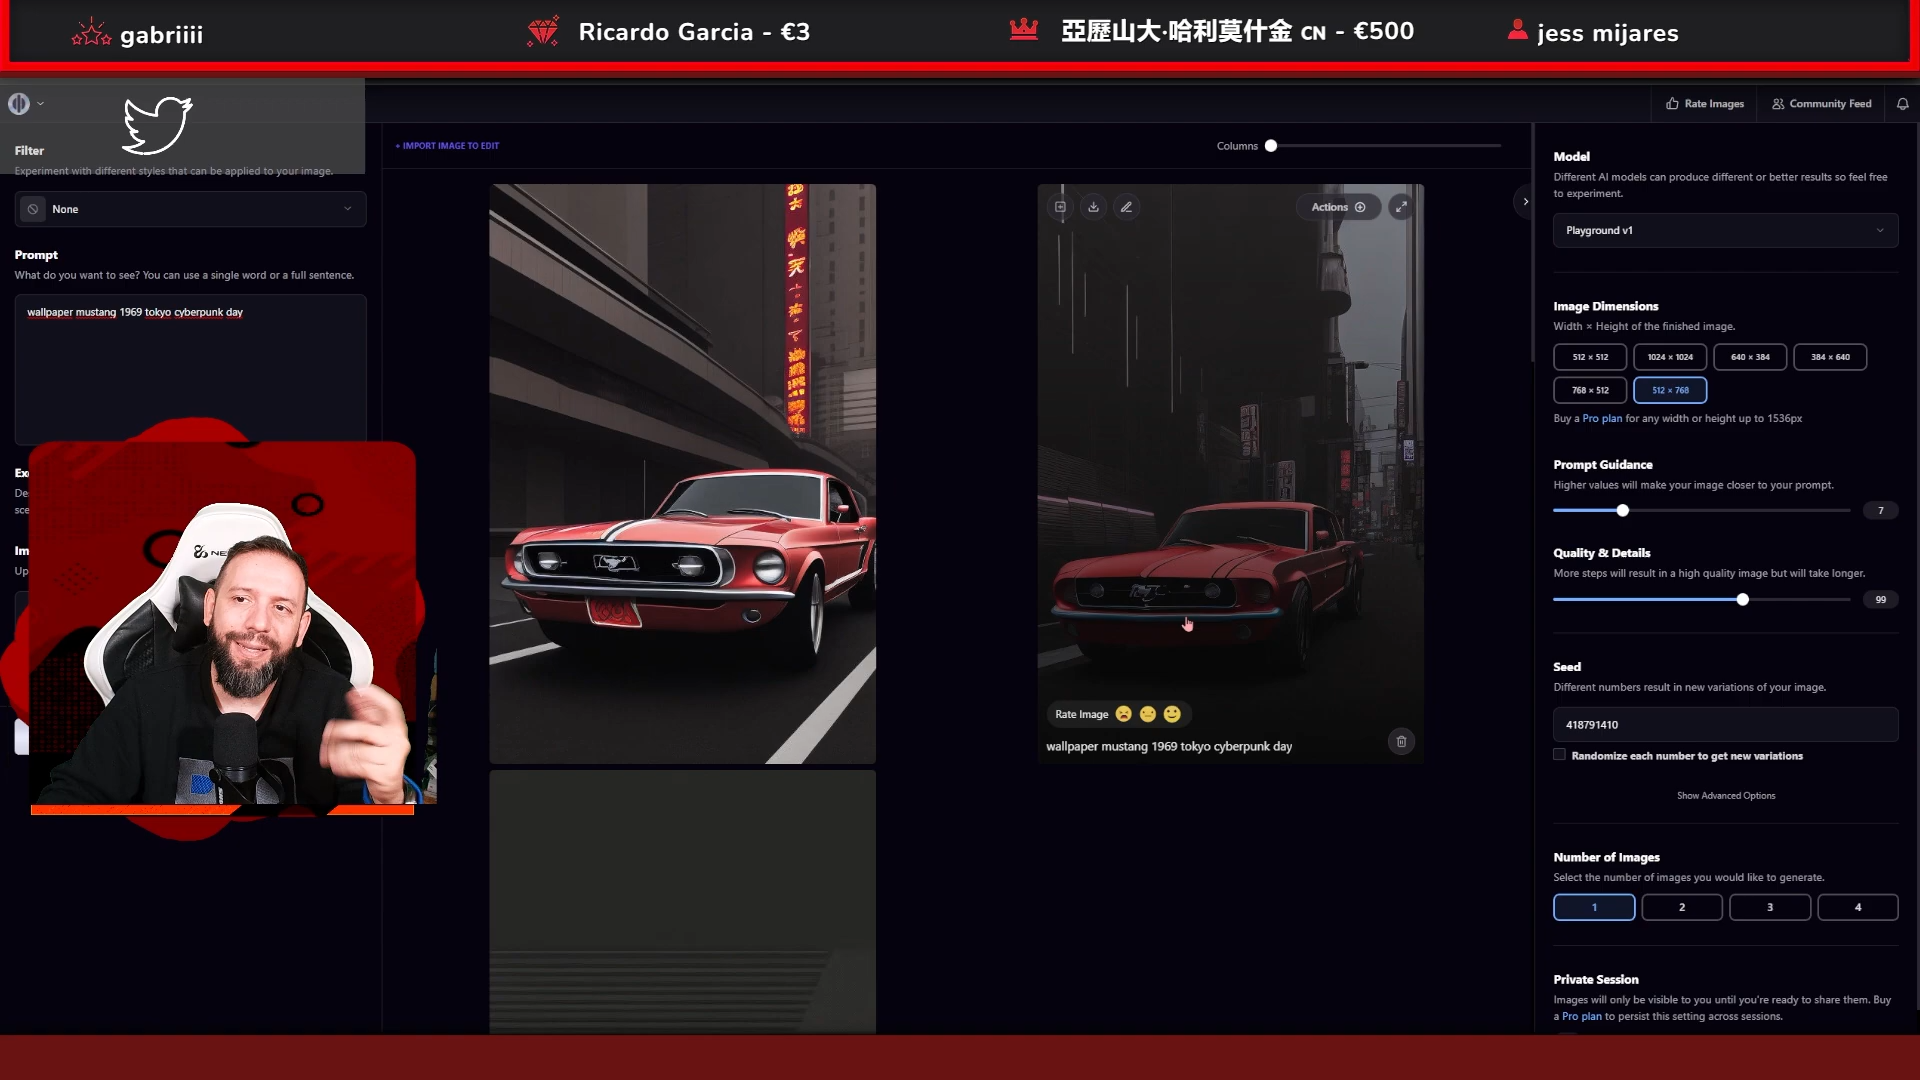 gabriiii
Ricardo Garcia - €3
亞歷山大·哈利莫什金 CN - €500
jess mijares
Rate Images
Community Feed
Filter
Experiment with different styles that can be applied to your image.
None
Prompt
What do you want to see? You can use a single word or a full sentence.
wallpaper mustang 1969 tokyo cyberpunk day
Ex
De
sce
Im
Up
+ IMPORT IMAGE TO EDIT
Columns
Actions
Rate Image
wallpaper mustang 1969 tokyo cyberpunk day
Model
Different AI models can produce different or better results so feel free
to experiment.
Playground v1
Image Dimensions
Width × Height of the finished image.
512 × 512
1024 × 1024
640 × 384
384 × 640
768 × 512
512 × 768
Buy a Pro plan for any width or height up to 1536px
Prompt Guidance
Higher values will make your image closer to your prompt.
7
Quality & Details
More steps will result in a high quality image but will take longer.
99
Seed
Different numbers result in new variations of your image.
418791410
Randomize each number to get new variations
Show Advanced Options
Number of Images
Select the number of images you would like to generate.
1
2
3
4
Private Session
Images will only be visible to you until you're ready to share them. Buy
a Pro plan to persist this setting across sessions.